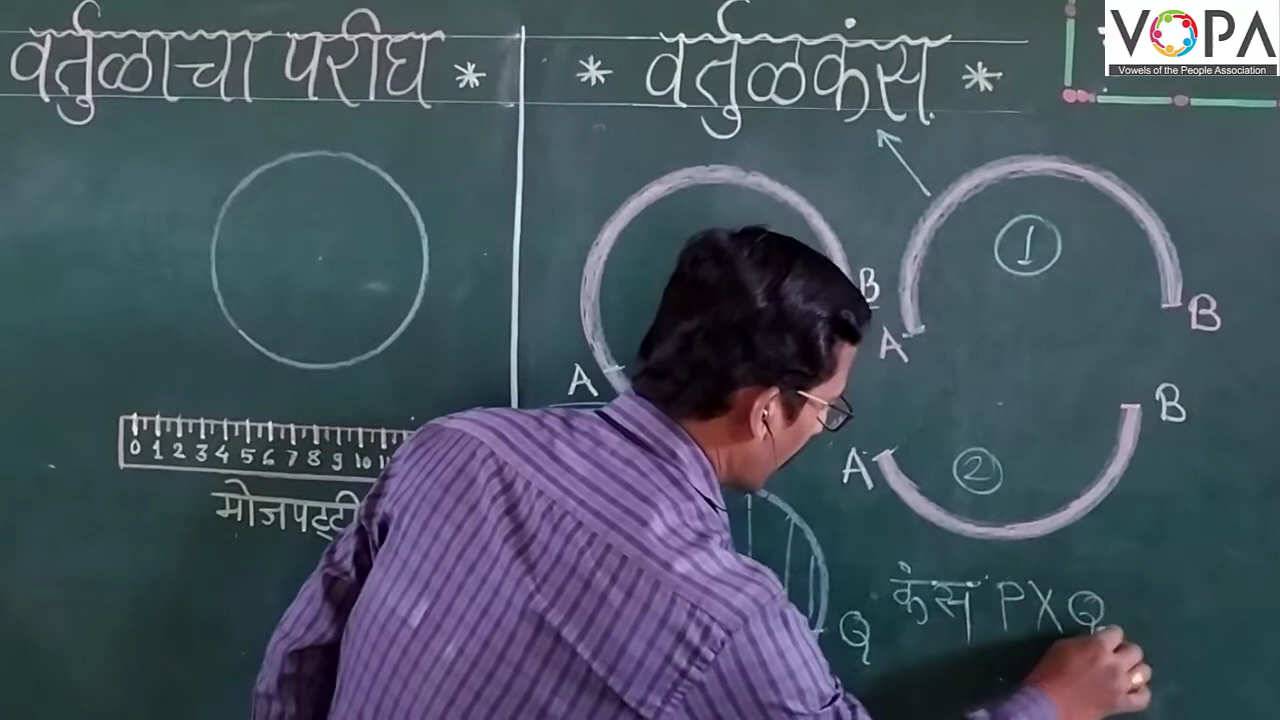 वर्तुळाचा परीघ *
* वर्तुळकंस *
VOPA
Vowels of the People Association
1
B
A
B
A
0 1 2 3 4 5 6 7 8 9 10
मोजपट्टी
B
A
2
Q
कंस PXQ